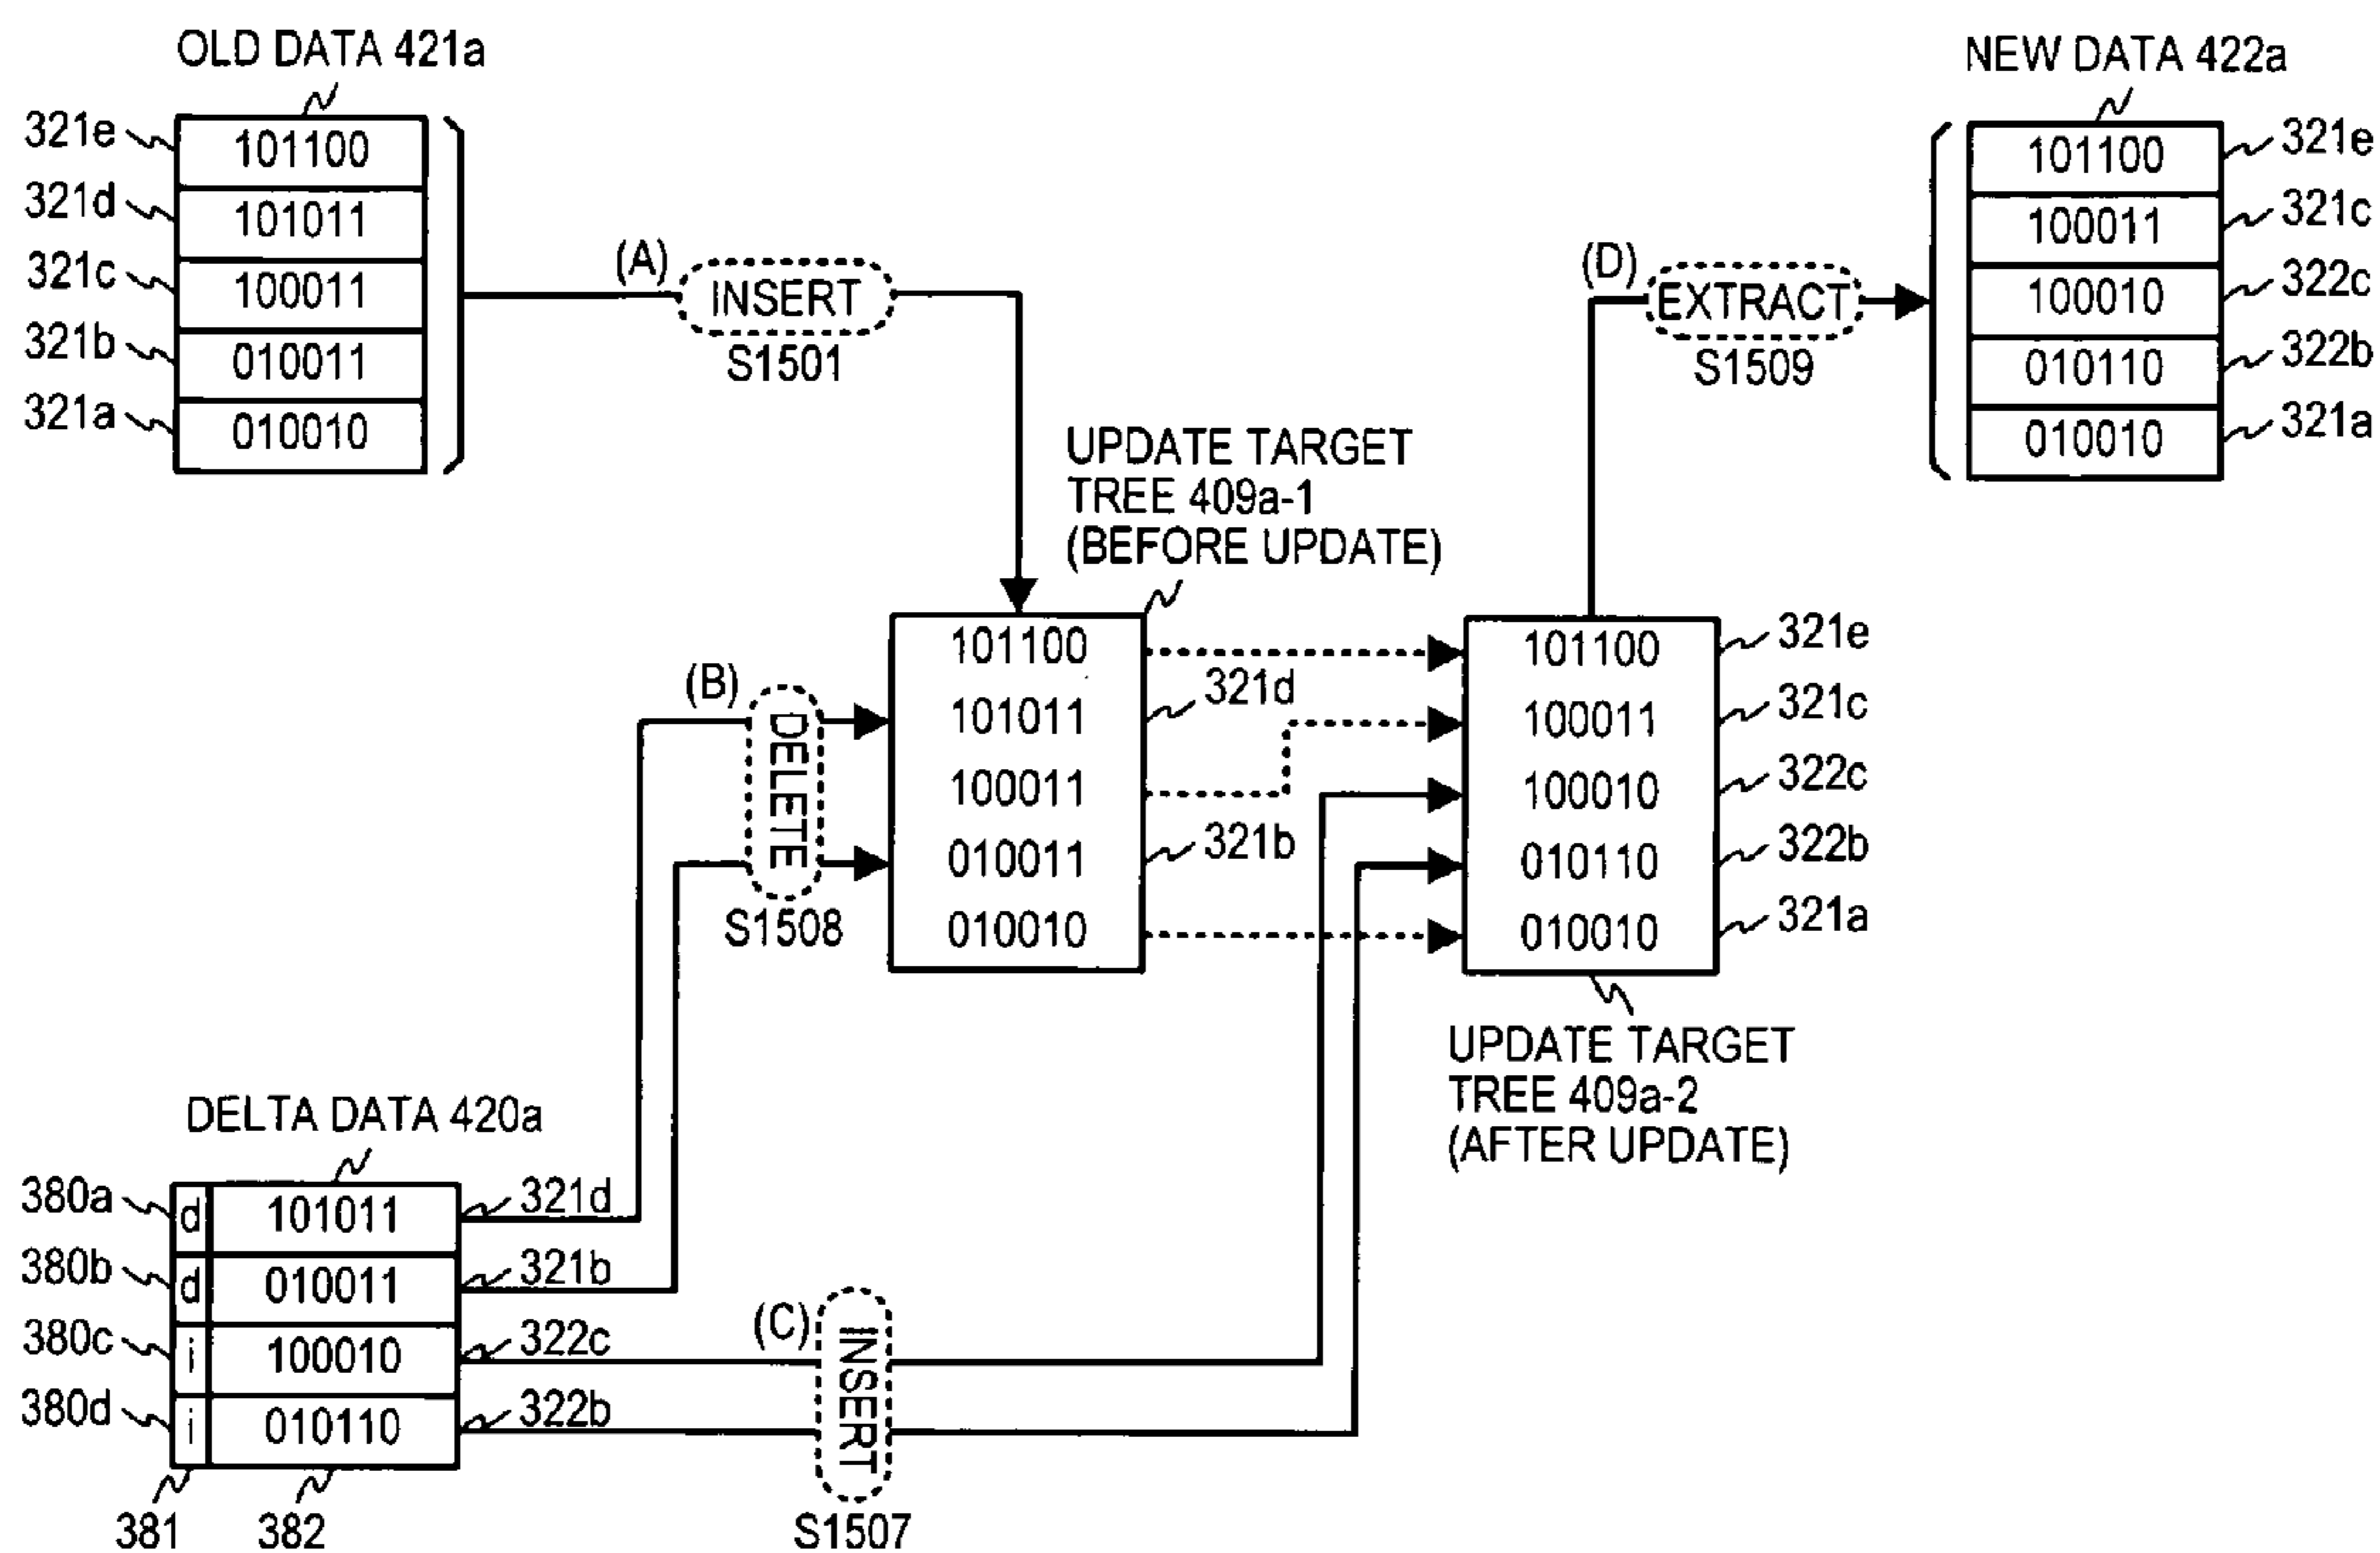 OLD DATA 421a
321e 101100
321d 101011
321c 100011
321b 010011
321a 010010
(A) INSERT
S1501
NEW DATA 422a
101100 321e
100011 321c
100010 322c
010110 322b
010010 321a
(D) EXTRACT
S1509
UPDATE TARGET
TREE 409a-1
(BEFORE UPDATE)
101100
101011 321d
100011
010011 321b
010010
(B) DELETE
S1508
101100 321e
100011 321c
100010 322c
010110 322b
010010 321a
UPDATE TARGET
TREE 409a-2
(AFTER UPDATE)
DELTA DATA 420a
380a d 101011 321d
380b d 010011 321b
380c i 100010 322c
380d i 010110 322b
381 382
(C) INSERT
S1507